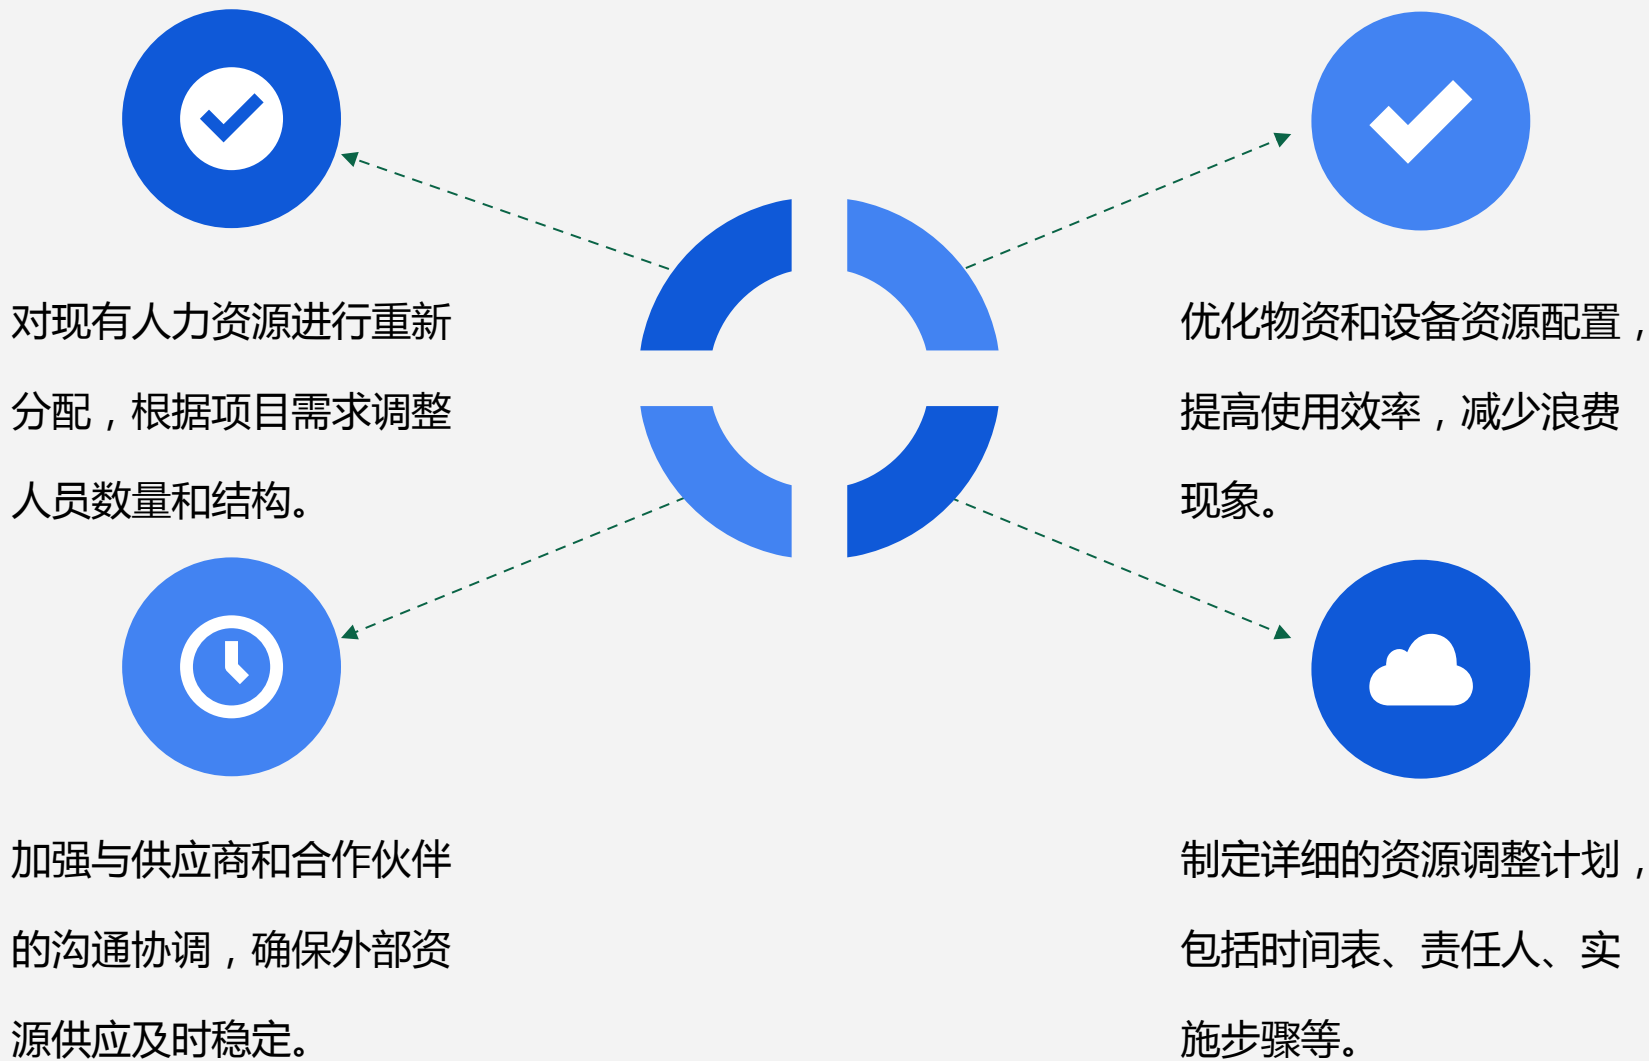 对现有人力资源进行重新
分配，根据项目需求调整
人员数量和结构。
优化物资和设备资源配置，
提高使用效率，减少浪费
现象。
加强与供应商和合作伙伴
的沟通协调，确保外部资
源供应及时稳定。
制定详细的资源调整计划，
包括时间表、责任人、实
施步骤等。